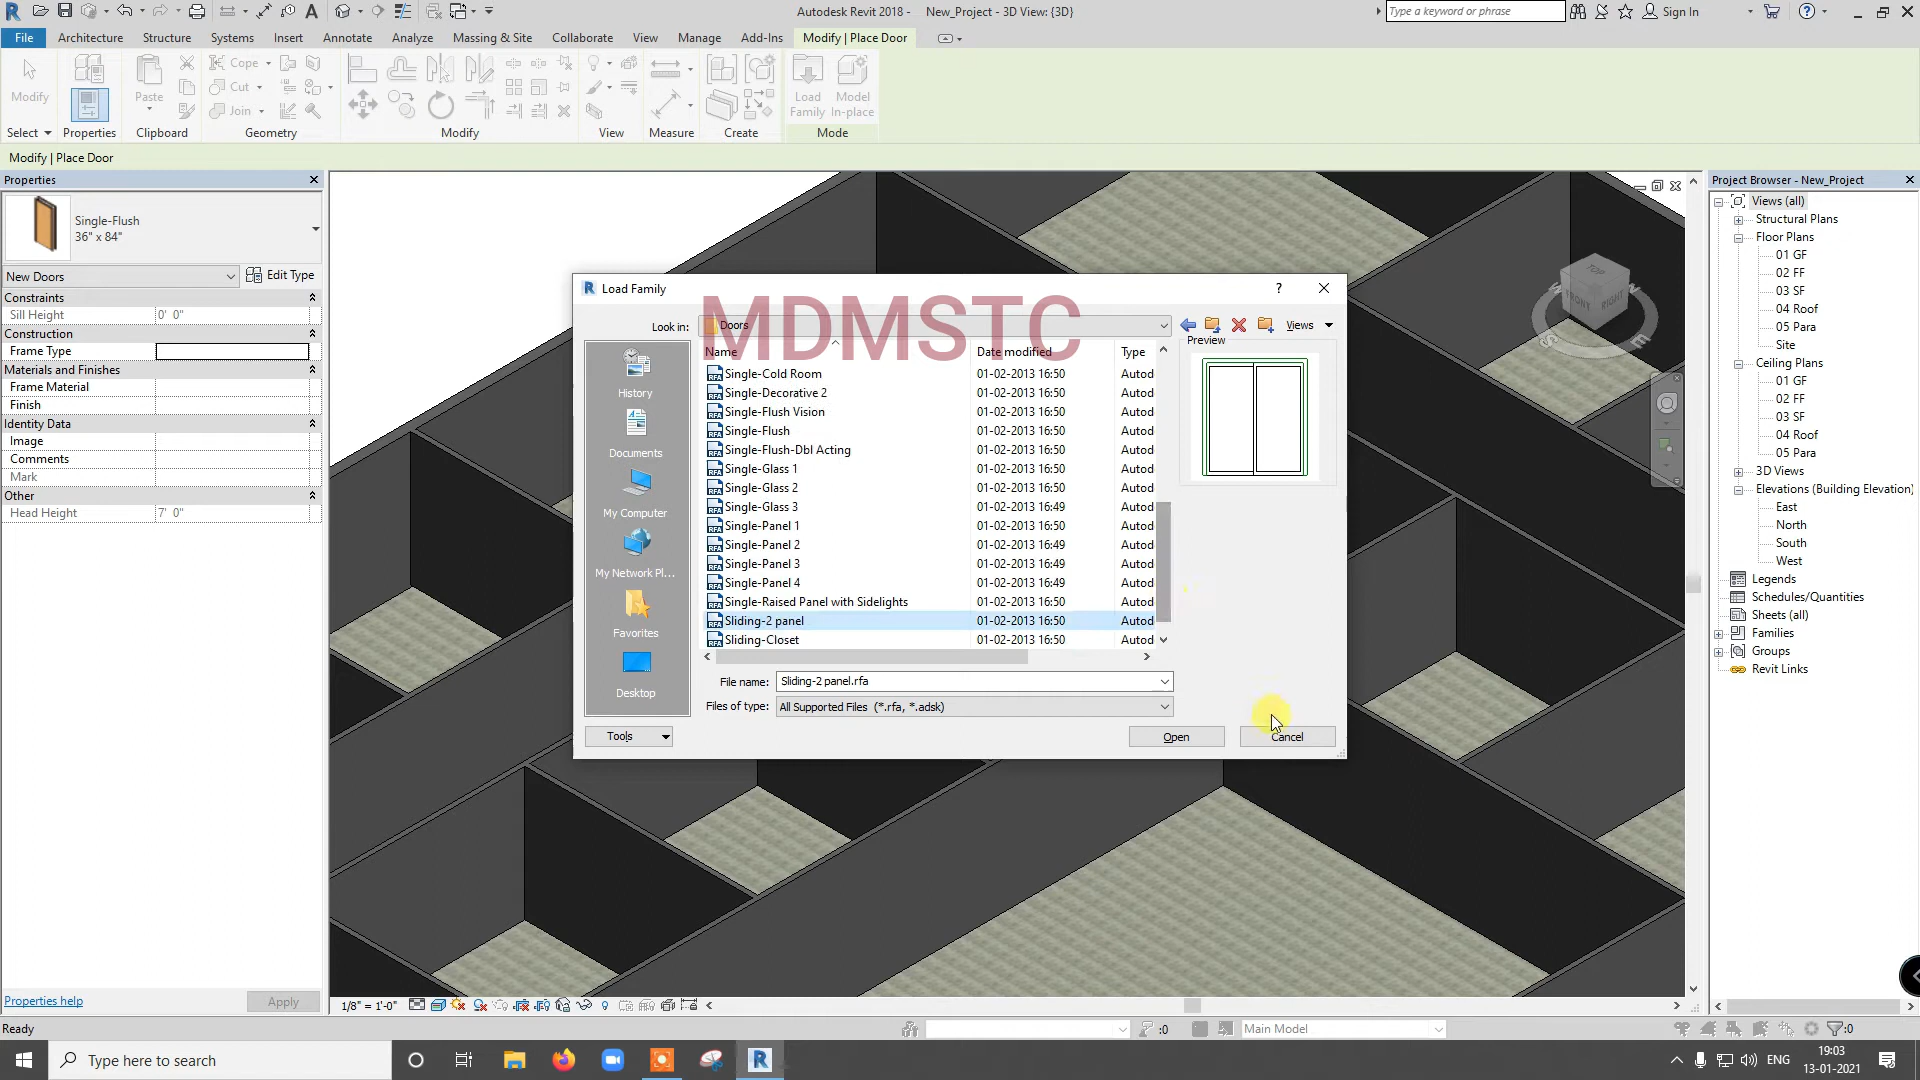 Autodesk Revit 2018 - New_Project - 3D View: {3D}
Type a keyword or phrase
Sign In
File Architecture Structure Systems Insert Annotate Analyze Massing & Site Collaborate View Manage Add-Ins Modify | Place Door
Modify Paste Cope Cut Join Load Family Model In-place
Select Properties Clipboard Geometry Modify View Measure Create Mode
Modify | Place Door
Properties
Single-Flush
36" x 84"
New Doors Edit Type
Constraints
Sill Height 0' 0"
Construction
Frame Type
Materials and Finishes
Frame Material
Finish
Identity Data
Image
Comments
Mark
Other
Head Height 7' 0"
Properties help Apply
Load Family
MDMSTC
Look in: Doors Views
Name Date modified Type
Single-Cold Room 01-02-2013 16:50 Autod
Single-Decorative 2 01-02-2013 16:50 Autod
Single-Flush Vision 01-02-2013 16:50 Autod
Single-Flush 01-02-2013 16:50 Autod
Single-Flush-Dbl Acting 01-02-2013 16:50 Autod
Single-Glass 1 01-02-2013 16:50 Autod
Single-Glass 2 01-02-2013 16:50 Autod
Single-Glass 3 01-02-2013 16:49 Autod
Single-Panel 1 01-02-2013 16:50 Autod
Single-Panel 2 01-02-2013 16:49 Autod
Single-Panel 3 01-02-2013 16:49 Autod
Single-Panel 4 01-02-2013 16:49 Autod
Single-Raised Panel with Sidelights 01-02-2013 16:50 Autod
Sliding-2 panel 01-02-2013 16:50 Autod
Sliding-Closet 01-02-2013 16:50 Autod
History
Documents
My Computer
My Network Pl...
Favorites
Desktop
Preview
File name: Sliding-2 panel.rfa
Files of type: All Supported Files (*.rfa, *.adsk)
Tools Open Cancel
TOP
FRONT RIGHT
S E
Project Browser - New_Project
Views (all)
Structural Plans
Floor Plans
01 GF
02 FF
03 SF
04 Roof
05 Para
Site
Ceiling Plans
01 GF
02 FF
03 SF
04 Roof
05 Para
3D Views
Elevations (Building Elevation)
East
North
South
West
Legends
Schedules/Quantities
Sheets (all)
Families
Groups
Revit Links
1/8" = 1'-0"
Ready :0 Main Model :0
Type here to search
ENG
19:03
13-01-2021